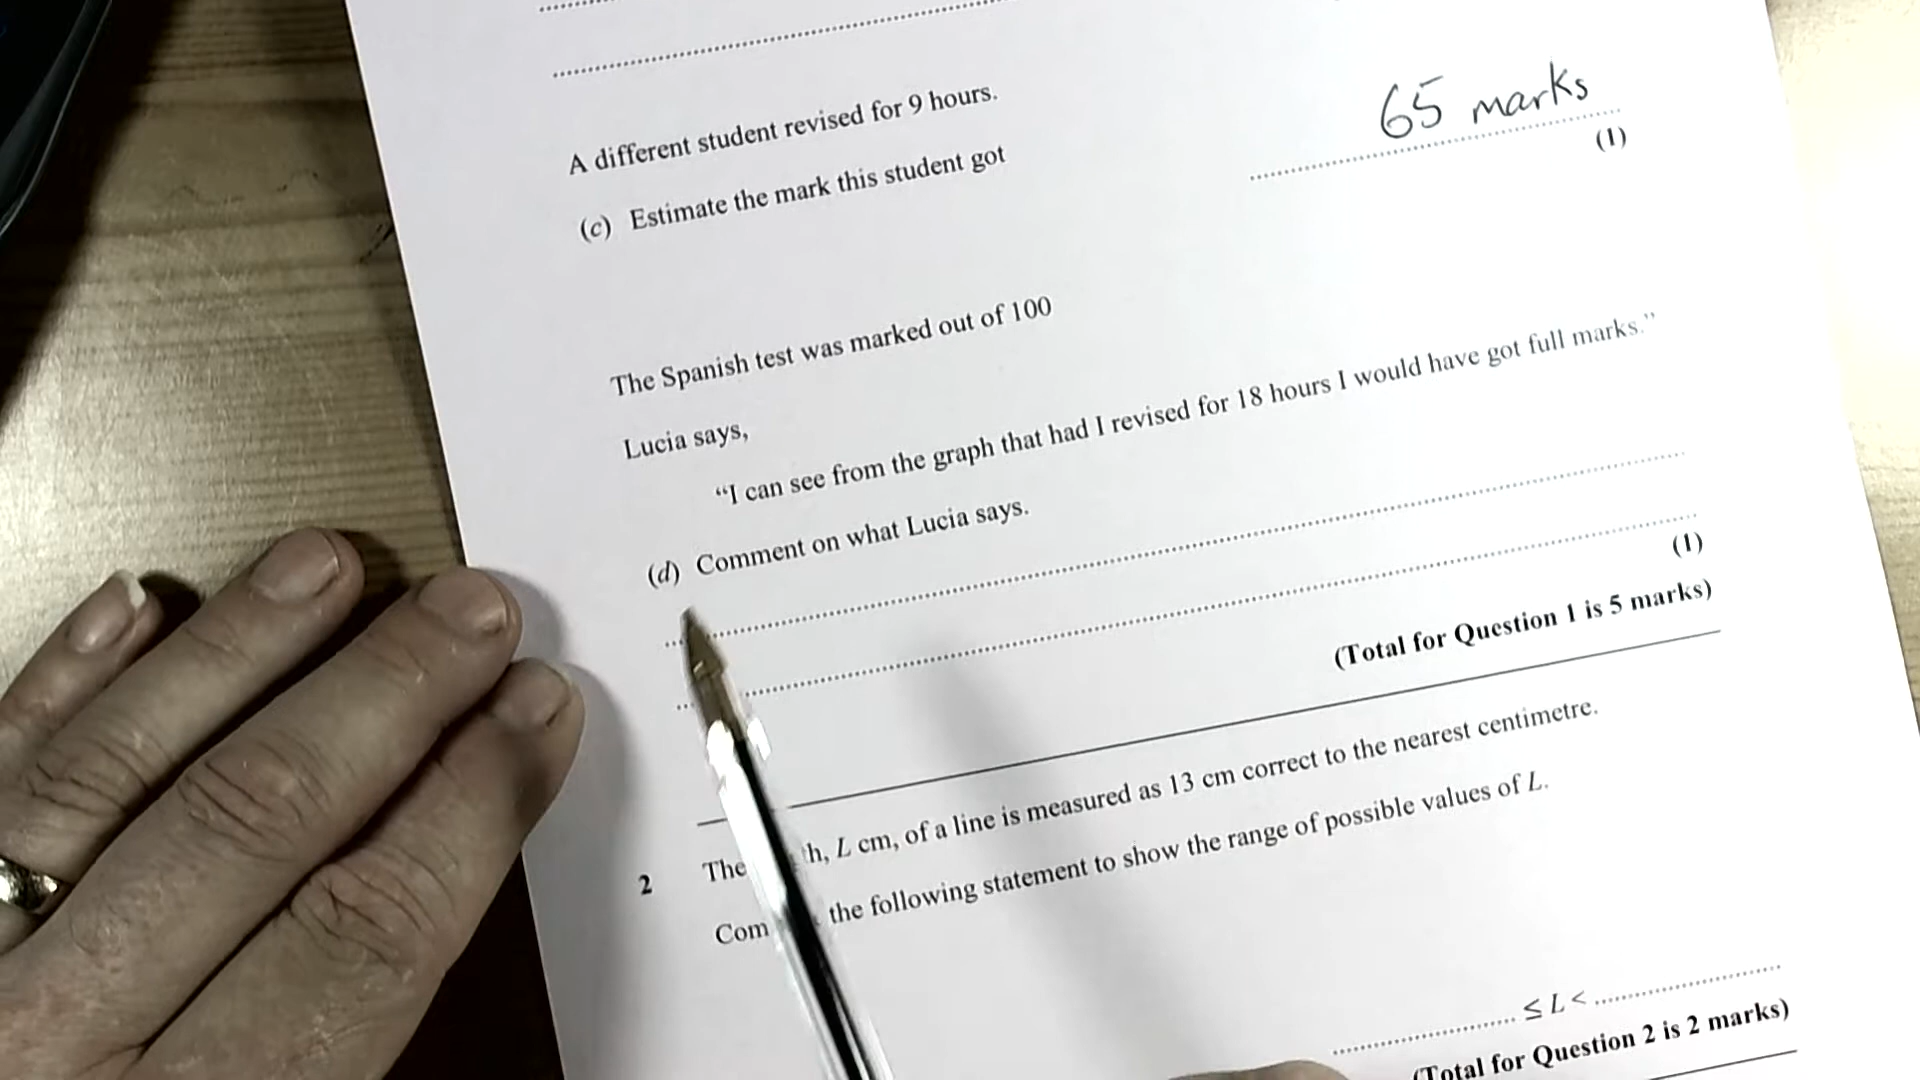 A different student revised for 9 hours.
(c) Estimate the mark this student got
65 marks
(1)
The Spanish test was marked out of 100
Lucia says,
“I can see from the graph that had I revised for 18 hours I would have got full marks.”
(d) Comment on what Lucia says.
(1)
(Total for Question 1 is 5 marks)
2 The h, L cm, of a line is measured as 13 cm correct to the nearest centimetre.
Com the following statement to show the range of possible values of L.
≤ L <
(Total for Question 2 is 2 marks)